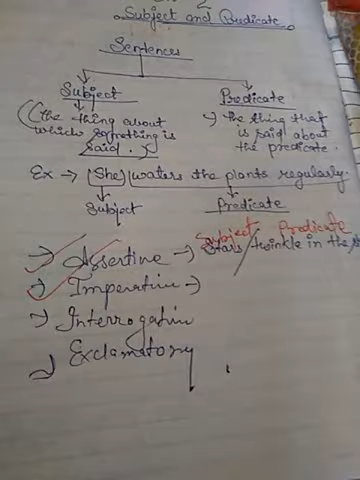 Subject and Predicate
Sentences
Subject
Predicate
(The thing about
which something is
said.)
→ the thing that
is said about
the predicate.
Ex → (She) waters the plants regularly.
Subject
Predicate
Subject Predicate
→ Assertive → Stars / twinkle in the
→ Imperative →
→ Interrogative
→ Exclamatory